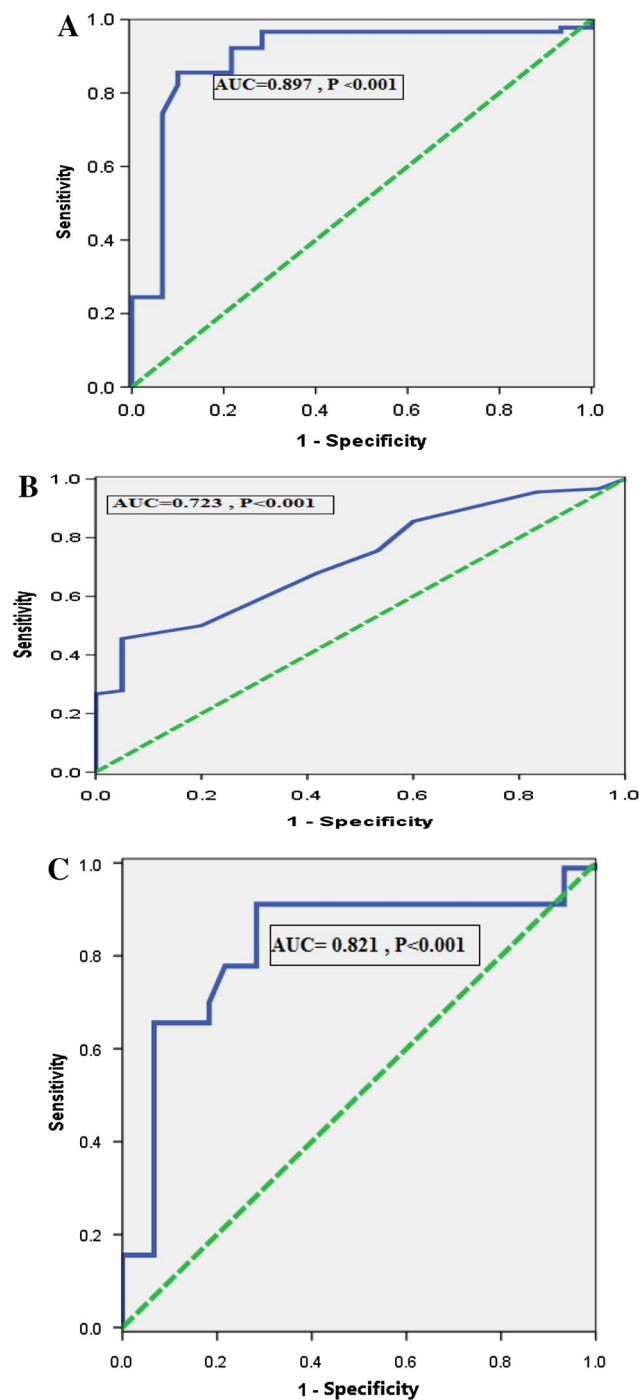 A
1.0
0.8
0.6
0.4
0.2
0.0
Sensitivity
AUC=0.897 , P <0.001
0.0 0.2 0.4 0.6 0.8 1.0
1 - Specificity
B
1.0
0.8
0.6
0.4
0.2
0.0
Sensitivity
AUC=0.723 , P<0.001
0.0 0.2 0.4 0.6 0.8 1.0
1 - Specificity
C
1.0
0.8
0.6
0.4
0.2
0.0
Sensitivity
AUC= 0.821 , P<0.001
0.0 0.2 0.4 0.6 0.8 1.0
1 - Specificity